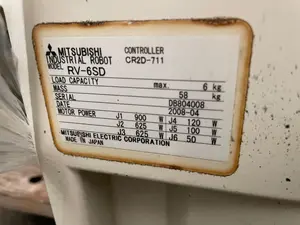 MITSUBISHI CONTROLLER
INDUSTRIAL ROBOT CR2D-711
MODEL RV-6SD
LOAD CAPACITY max. 6 kg
MASS 58 kg
SERIAL DB804008
DATE 2008-04
MOTOR POWER J1 900 W J4 120 W
J2 625 W J5 100 W
J3 625 W J6 50 W
MITSUBISHI ELECTRIC CORPORATION
MADE IN JAPAN